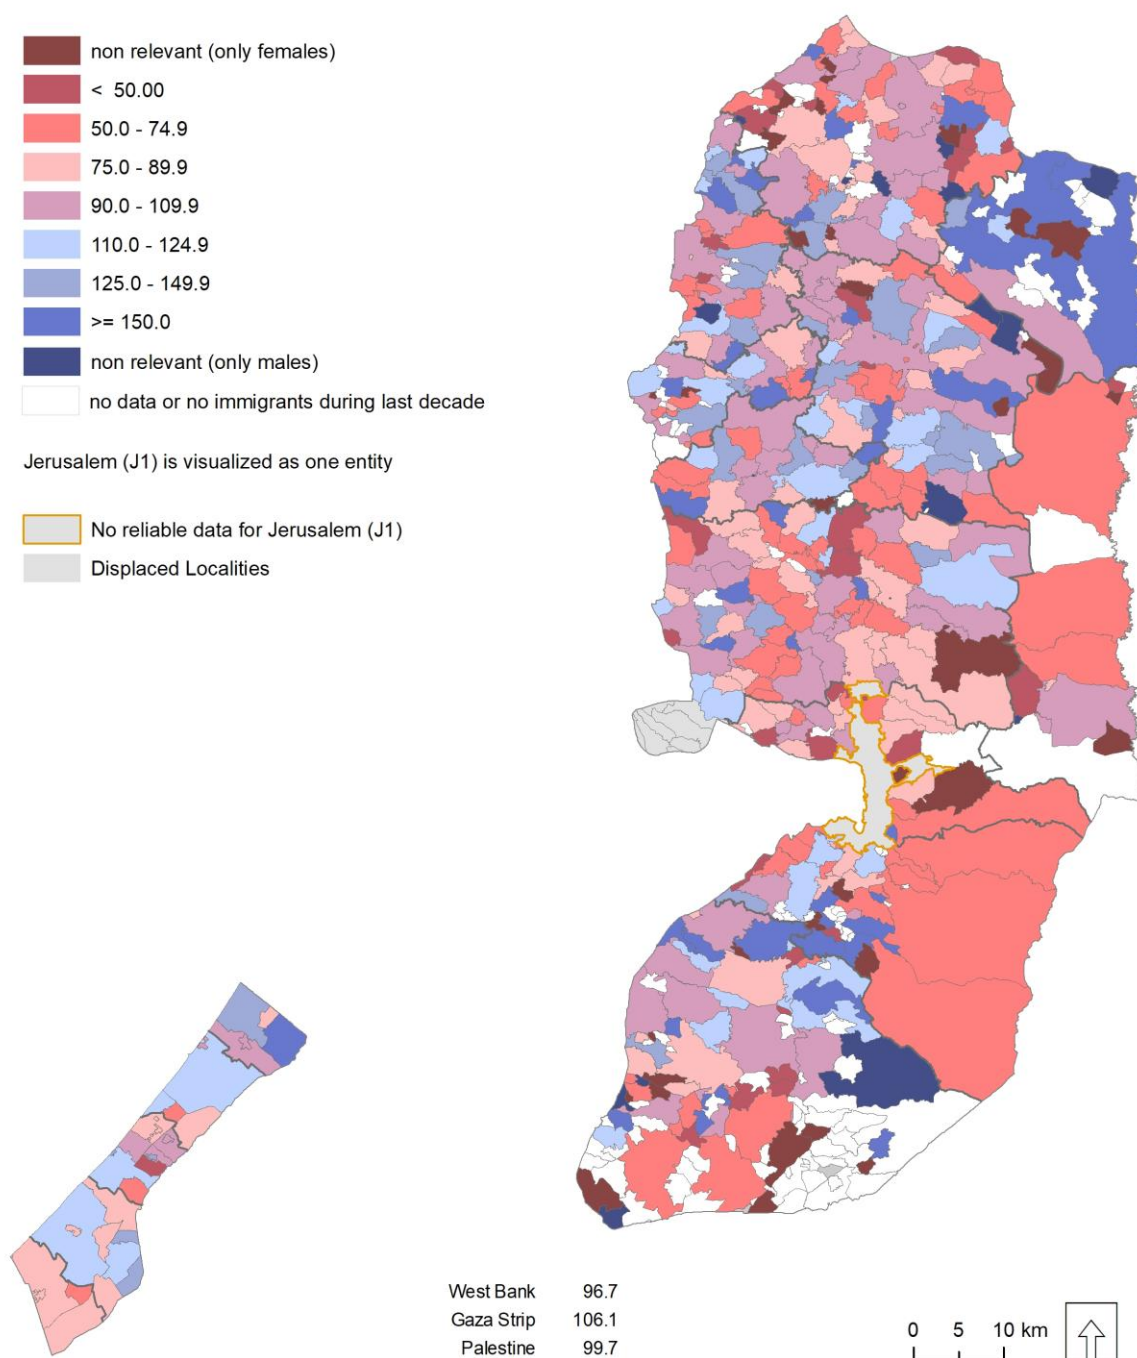 non relevant (only females)
< 50.00
50.0 - 74.9
75.0 - 89.9
90.0 - 109.9
110.0 - 124.9
125.0 - 149.9
>= 150.0
non relevant (only males)
no data or no immigrants during last decade
Jerusalem (J1) is visualized as one entity
No reliable data for Jerusalem (J1)
Displaced Localities
West Bank 96.7
Gaza Strip 106.1
Palestine 99.7
0 5 10 km